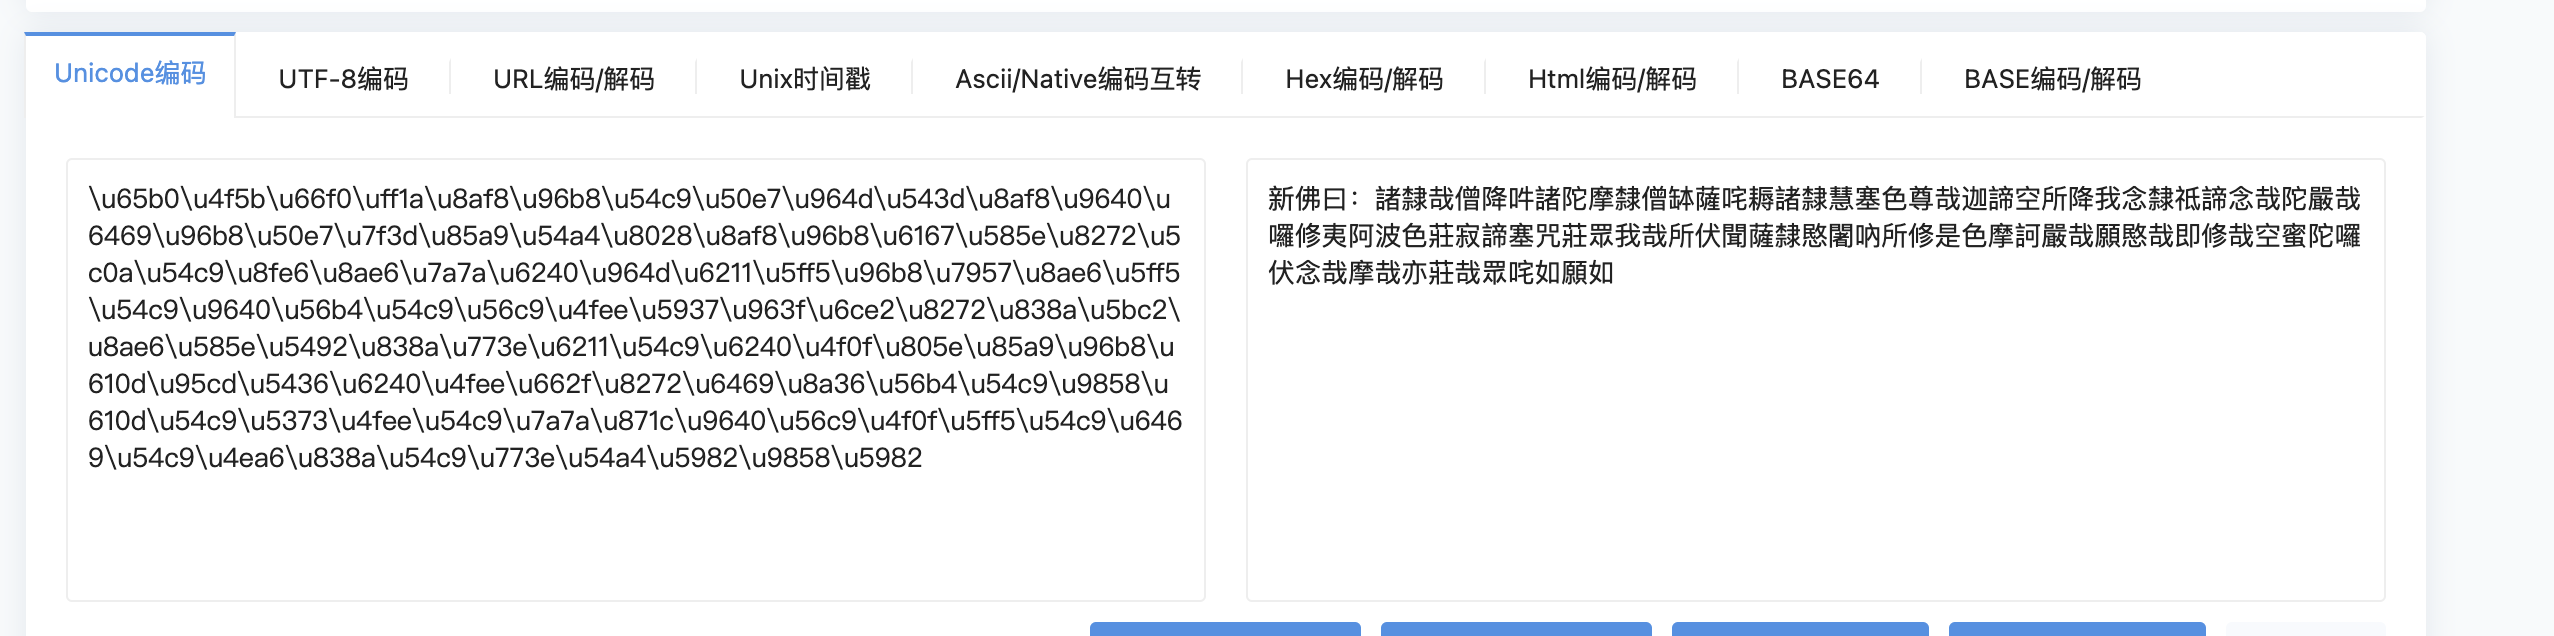 Unicode编码 UTF-8编码 URL编码/解码 Unix时间戳 Ascii/Native编码互转 Hex编码/解码 Html编码/解码 BASE64 BASE编码/解码
\u65b0\u4f5b\u66f0\uff1a\u8af8\u96b8\u54c9\u50e7\u964d\u543d\u8af8\u9640\u
6469\u96b8\u50e7\u7f3d\u85a9\u54a4\u8028\u8af8\u96b8\u6167\u585e\u8272\u5
c0a\u54c9\u8fe6\u8ae6\u7a7a\u6240\u964d\u6211\u5ff5\u96b8\u7957\u8ae6\u5ff5
\u54c9\u9640\u56b4\u54c9\u56c9\u4fee\u5937\u963f\u6ce2\u8272\u838a\u5bc2\
u8ae6\u585e\u5492\u838a\u773e\u6211\u54c9\u6240\u4f0f\u805e\u85a9\u96b8\u
610d\u95cd\u5436\u6240\u4fee\u662f\u8272\u6469\u8a36\u56b4\u54c9\u9858\u
610d\u54c9\u5373\u4fee\u54c9\u7a7a\u871c\u9640\u56c9\u4f0f\u5ff5\u54c9\u646
9\u54c9\u4ea6\u838a\u54c9\u773e\u54a4\u5982\u9858\u5982
新佛曰：諸隸哉僧降吽諸陀摩隸僧缽薩咤耨諸隸慧塞色尊哉迦諦空所降我念隸祗諦念哉陀嚴哉
囉修夷阿波色莊寂諦塞咒莊眾我哉所伏聞薩隸愍闍吶所修是色摩訶嚴哉願愍哉即修哉空蜜陀囉
伏念哉摩哉亦莊哉眾咤如願如